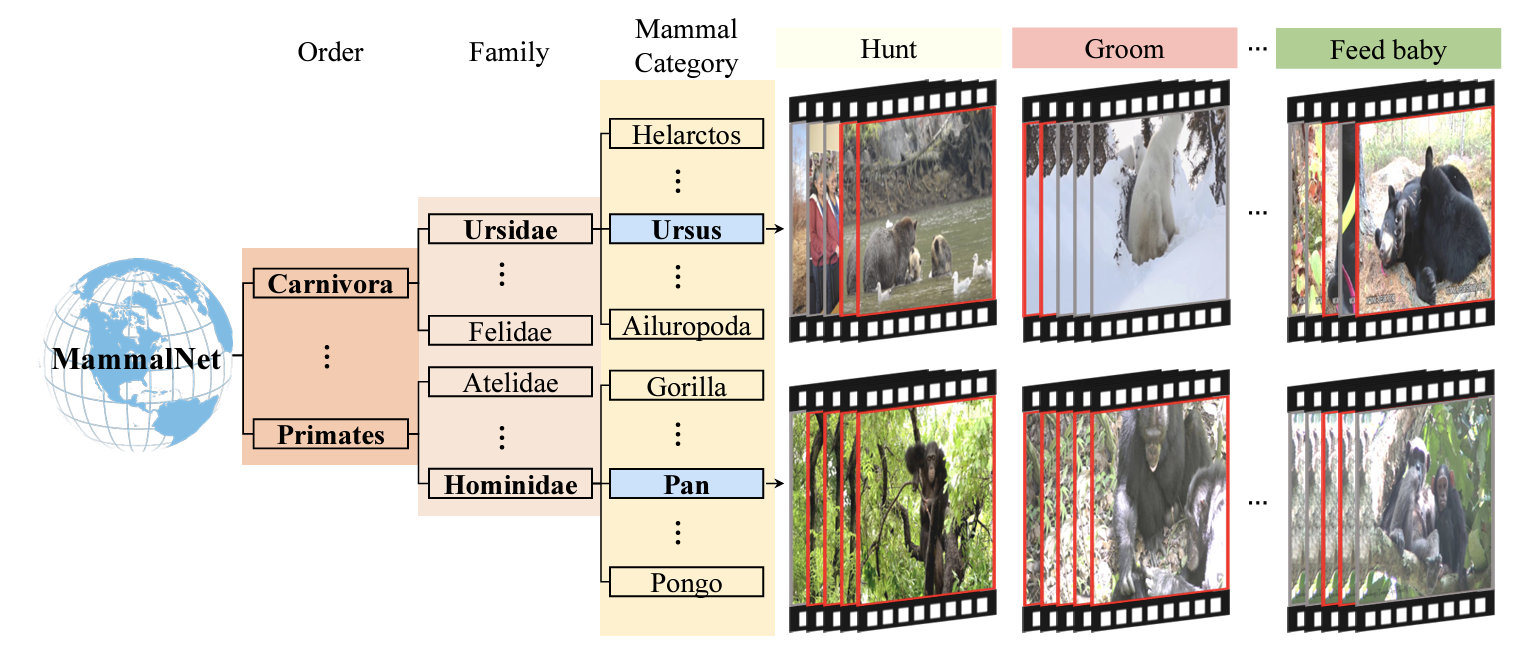 Order
Family
Mammal
Category
Hunt
Groom
...
Feed baby
MammalNet
Carnivora
⋮
Primates
Ursidae
⋮
Felidae
Atelidae
⋮
Hominidae
Helarctos
⋮
Ursus
⋮
Ailuropoda
Gorilla
⋮
Pan
⋮
Pongo
...
...